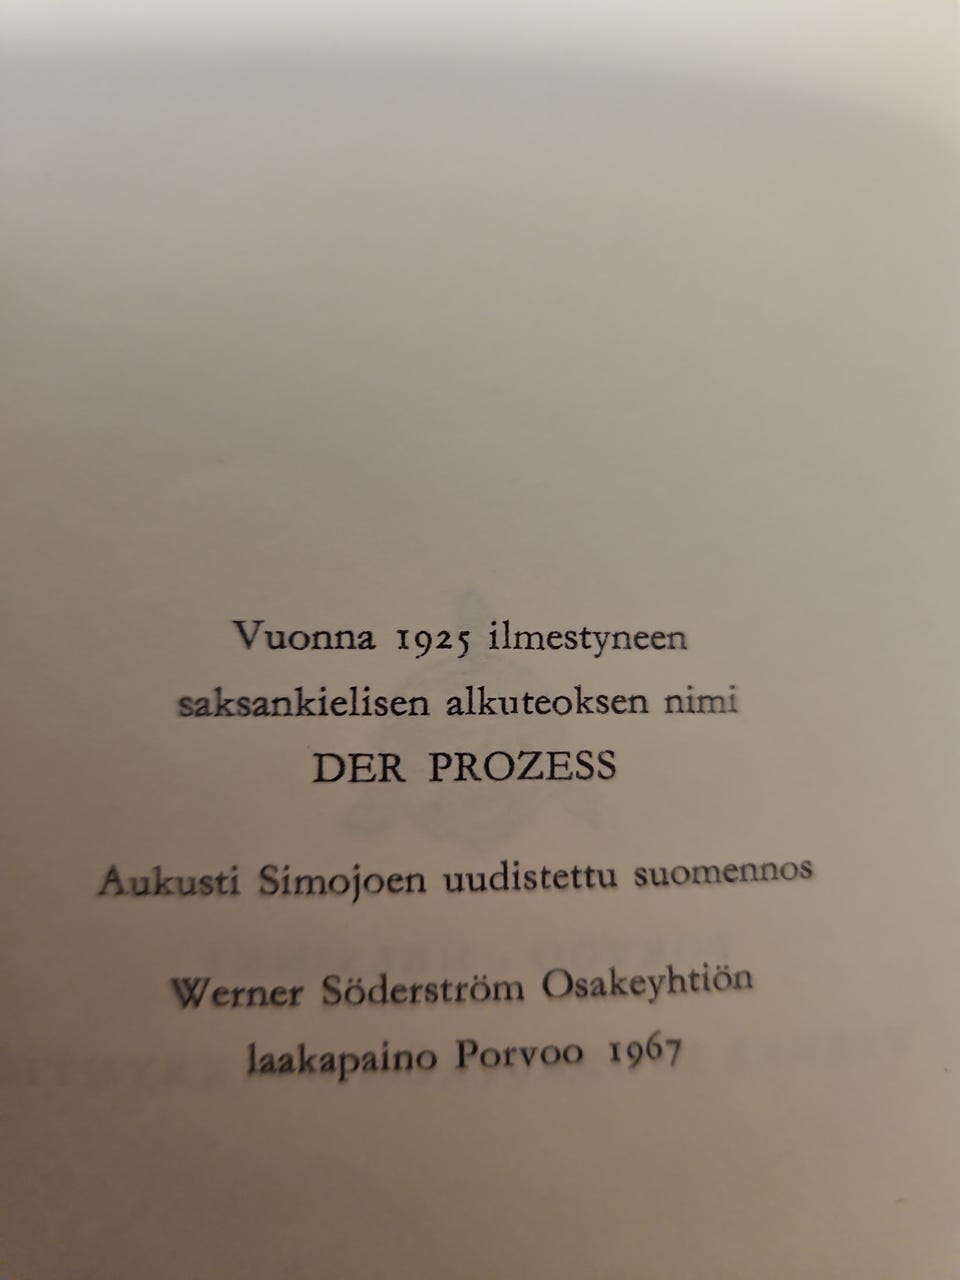 Vuonna 1925 ilmestyneen
saksankielisen alkuteoksen nimi
DER PROZESS
Aukusti Simojoen uudistettu suomennos
Werner Söderström Osakeyhtiön
laakapaino Porvoo 1967